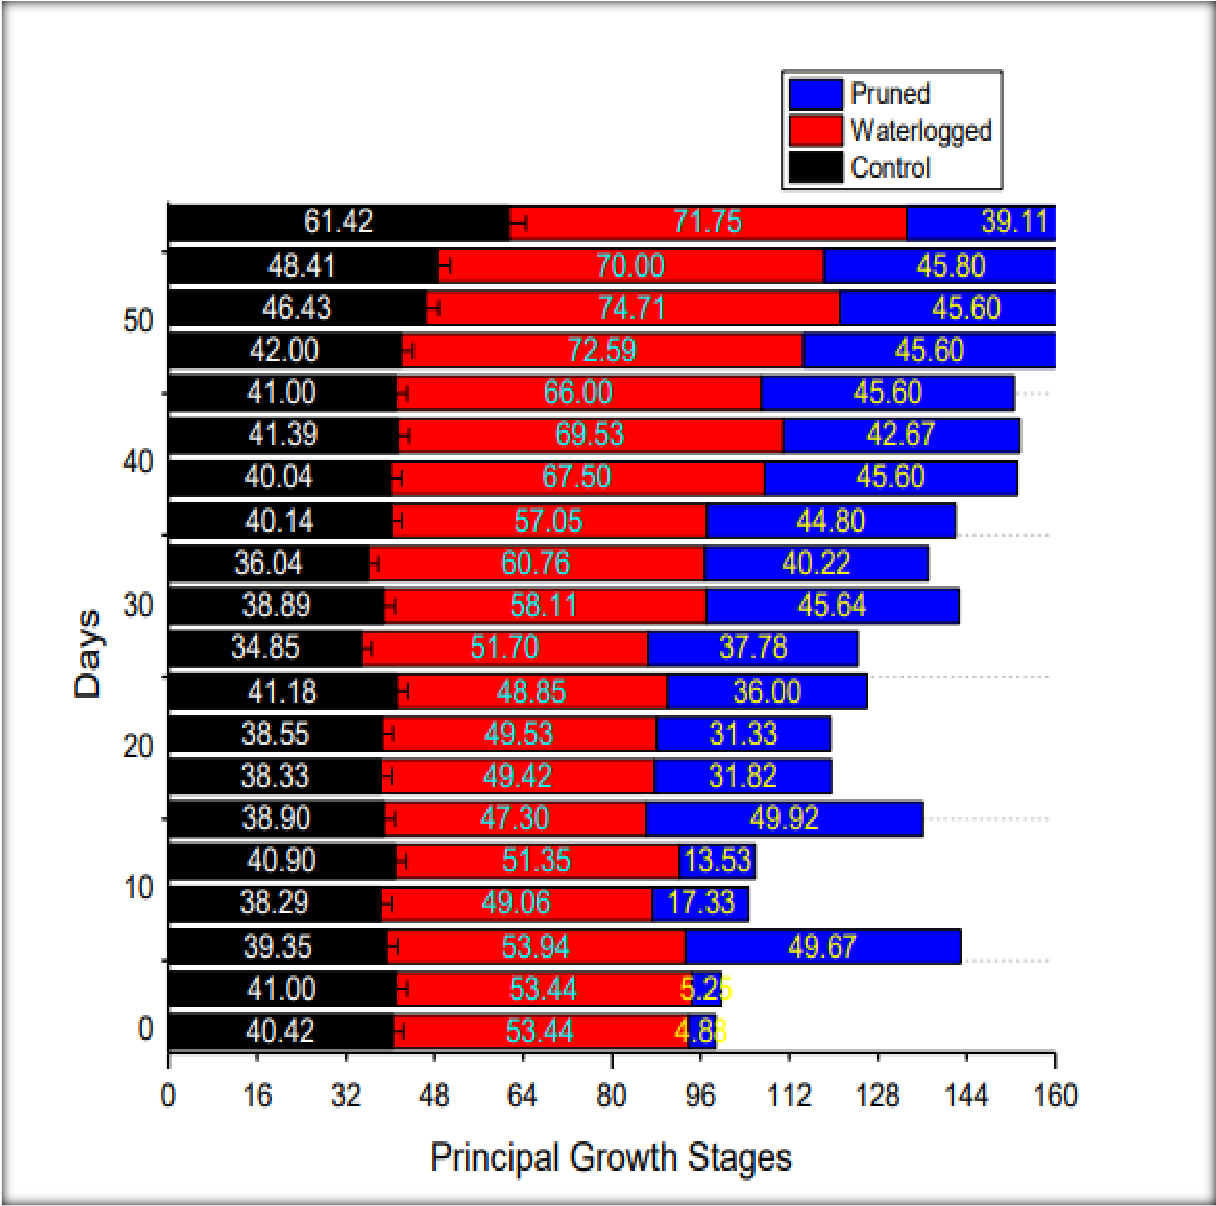 Pruned
Waterlogged
Control
61.42 71.75 39.11
48.41 70.00 45.80
50
46.43 74.71 45.60
42.00 72.59 45.60
41.00 66.00 45.60
41.39 69.53 42.67
40
40.04 67.50 45.60
40.14 57.05 44.80
36.04 60.76 40.22
30
38.89 58.11 45.64
34.85 51.70 37.78
Days
41.18 48.85 36.00
20
38.55 49.53 31.33
38.33 49.42 31.82
38.90 47.30 49.92
40.90 51.35 13.53
10
38.29 49.06 17.33
39.35 53.94 49.67
41.00 53.44 5.25
0
40.42 53.44 4.88
0 16 32 48 64 80 96 112 128 144 160
Principal Growth Stages